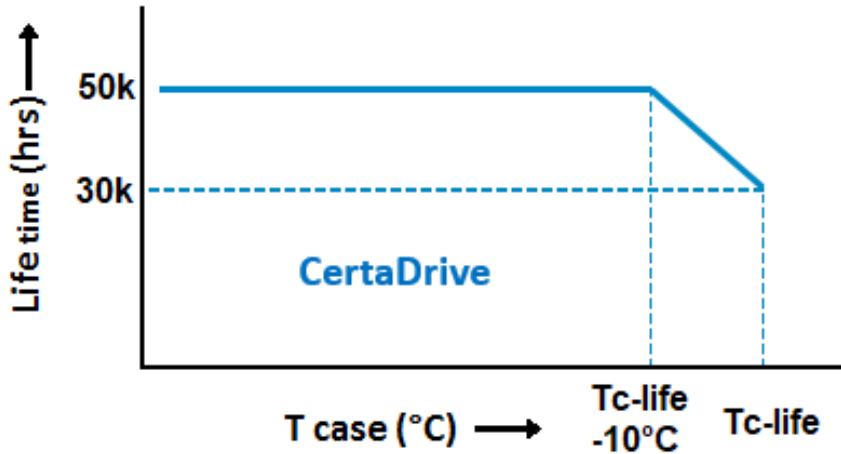 Life time (hrs)
50k
30k
CertaDrive
T case (°C)
Tc-life
-10°C
Tc-life